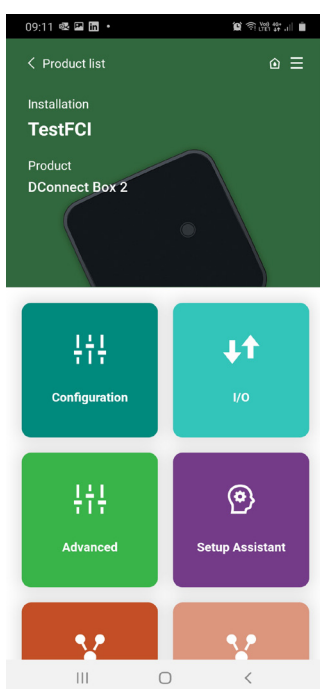 09:11
Product list
Installation
TestFCI
Product
DConnect Box 2
Configuration
I/O
Advanced
Setup Assistant